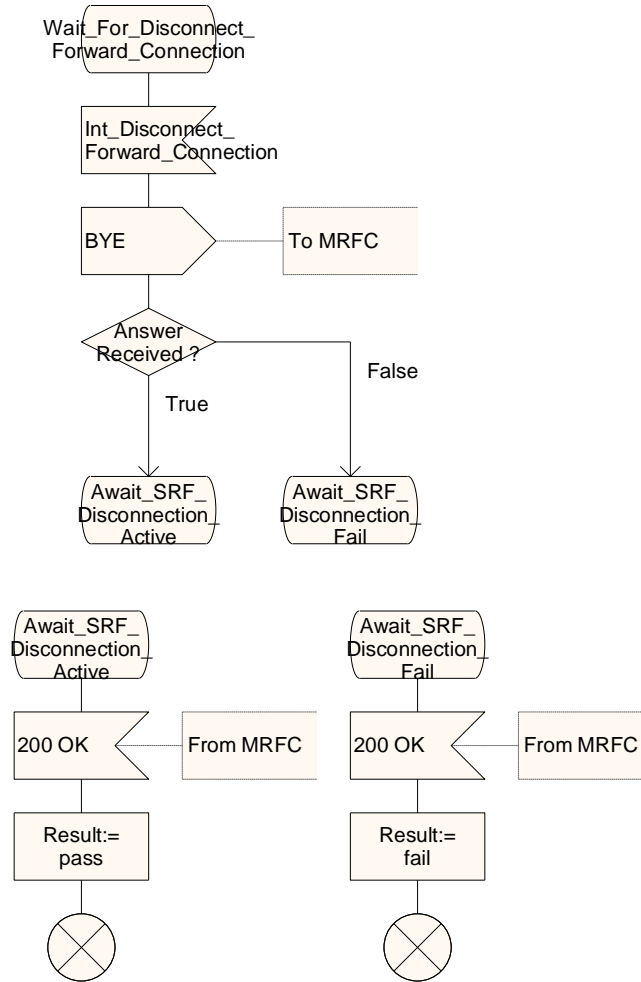 Wait_For_Disconnect_
Forward_Connection
Int_Disconnect_
Forward_Connection
BYE
To MRFC
Answer
Received ?
False
True
Await_SRF_
Disconnection_
Active
Await_SRF_
Disconnection_
Fail
Await_SRF_
Disconnection_
Active
Await_SRF_
Disconnection_
Fail
200 OK
From MRFC
200 OK
From MRFC
Result:=
pass
Result:=
fail